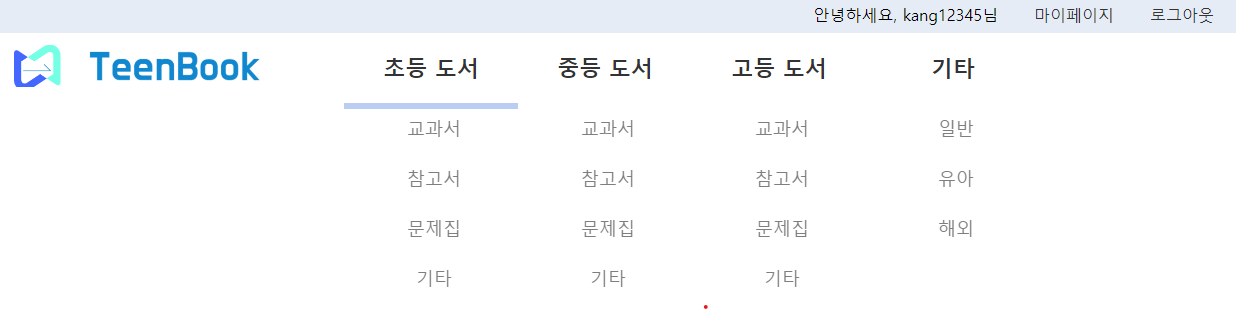 안녕하세요, kang12345님 마이페이지 로그아웃
TeenBook 초등 도서 중등 도서 고등 도서 기타
교과서 교과서 교과서 일반
참고서 참고서 참고서 유아
문제집 문제집 문제집 해외
기타 기타 기타